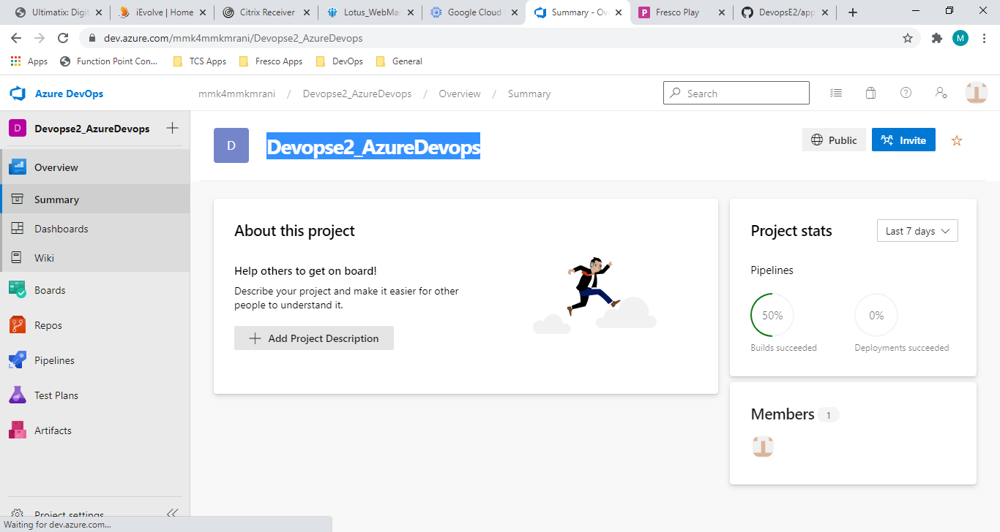 Ultimatix: Digit
iEvolve | Home
Citrix Receiver
Lotus_WebMai
Google Cloud
Summary - Ov
P Fresco Play
DevopsE2/app
dev.azure.com/mmk4mmkmrani/Devopse2_AzureDevops
M
Apps
Function Point Con...
TCS Apps
Fresco Apps
DevOps
General
Azure DevOps
mmk4mmkmrani / Devopse2_AzureDevops / Overview / Summary
Search
D Devopse2_AzureDevops
Overview
Summary
Dashboards
Wiki
Boards
Repos
Pipelines
Test Plans
Artifacts
Project settings
Waiting for dev.azure.com...
D Devopse2_AzureDevops
Public
Invite
About this project
Help others to get on board!
Describe your project and make it easier for other
people to understand it.
Add Project Description
Project stats
Last 7 days
Pipelines
50%
Builds succeeded
0%
Deployments succeeded
Members 1